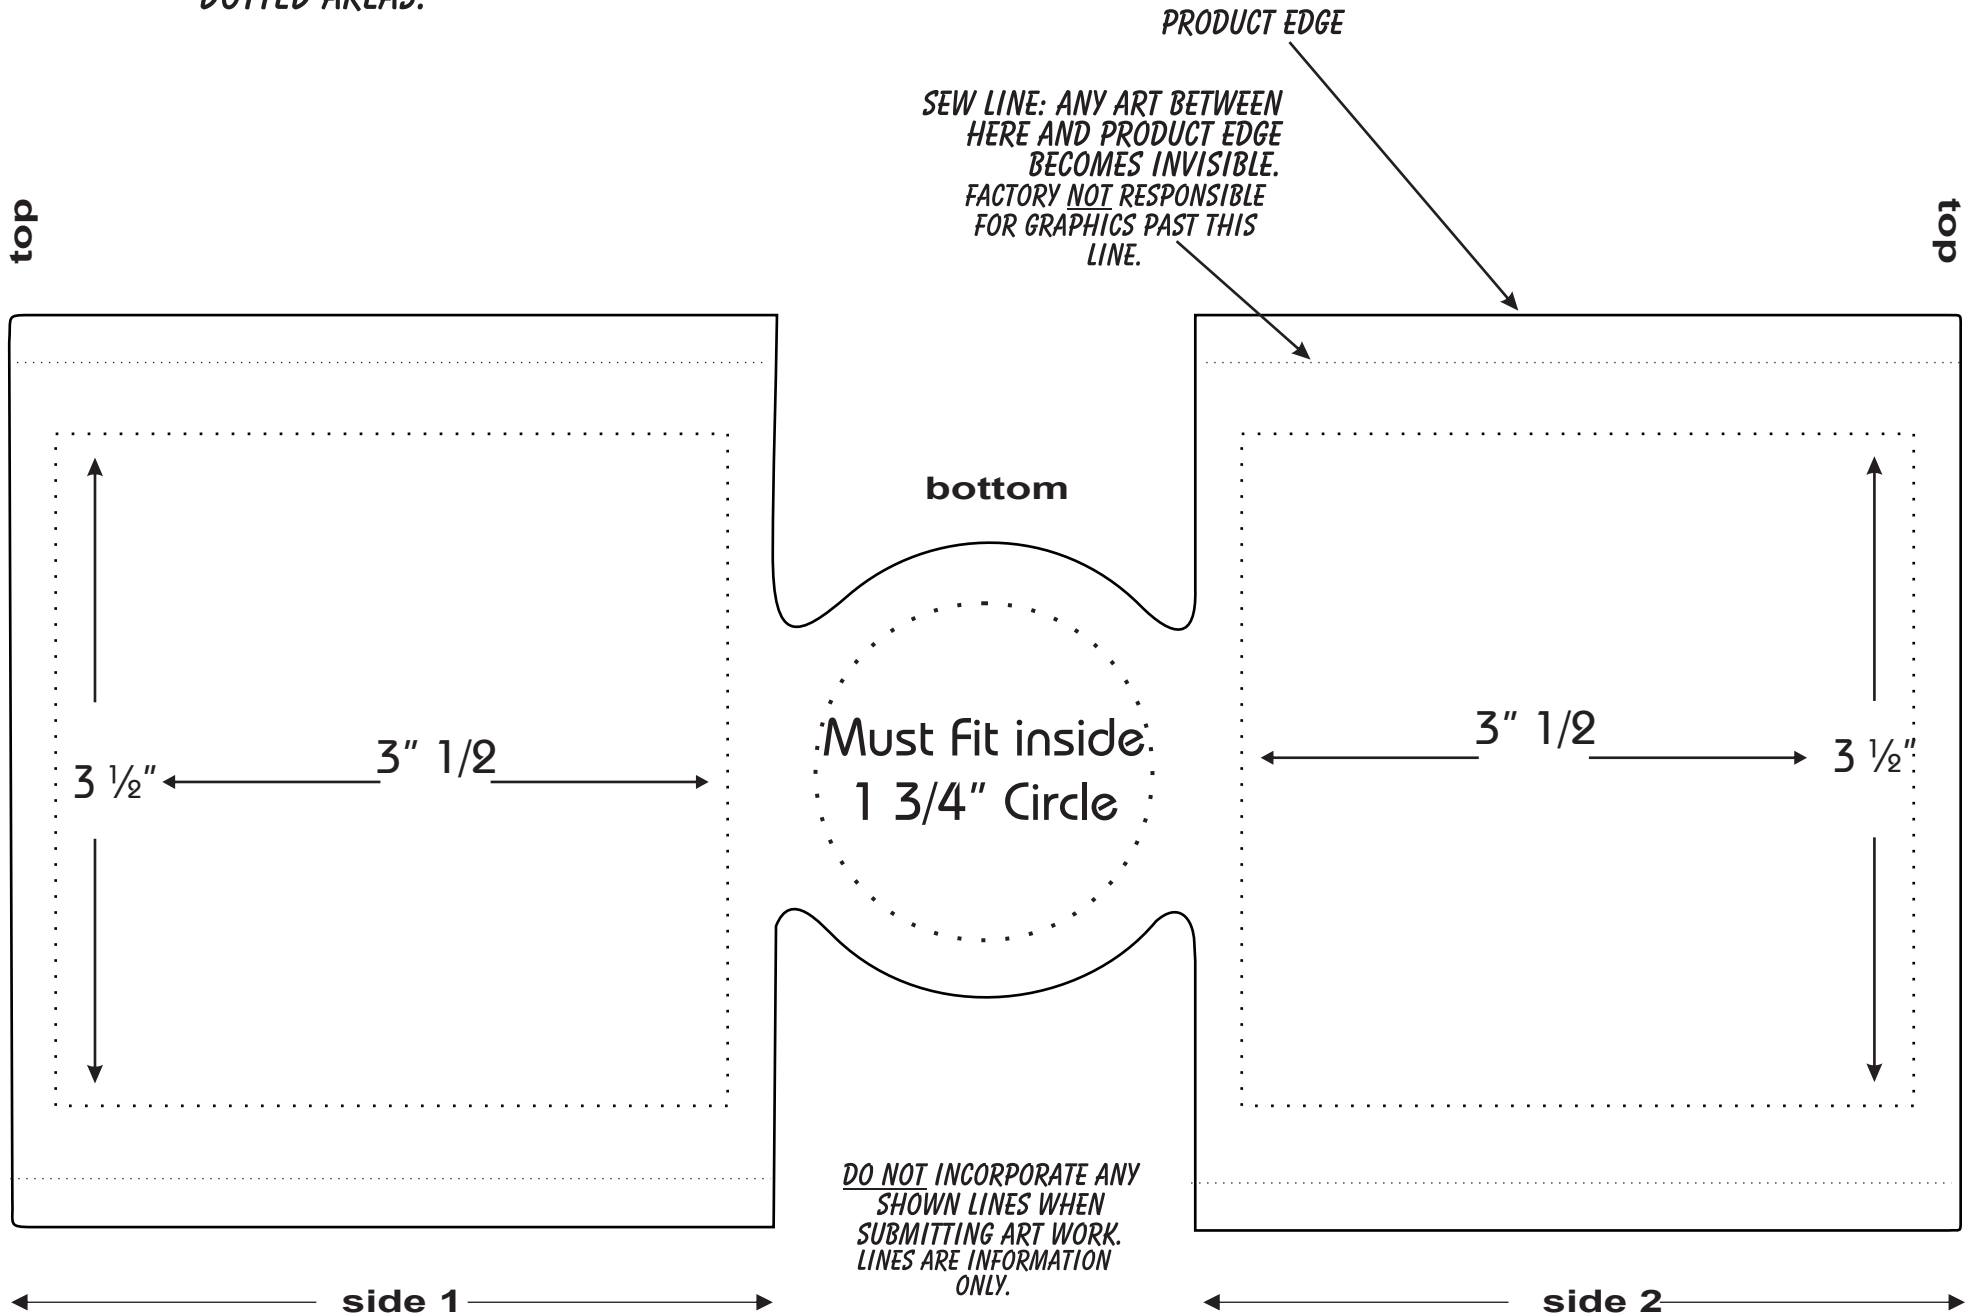 DOTTED AREAS.
PRODUCT EDGE
SEW LINE: ANY ART BETWEEN
HERE AND PRODUCT EDGE
BECOMES INVISIBLE.
FACTORY NOT RESPONSIBLE
FOR GRAPHICS PAST THIS
LINE.
top
top
bottom
3" 1/2
3 ½"
Must Fit inside
1 3/4" Circle
3" 1/2
3 ½"
DO NOT INCORPORATE ANY
SHOWN LINES WHEN
SUBMITTING ART WORK.
LINES ARE INFORMATION
ONLY.
side 1
side 2